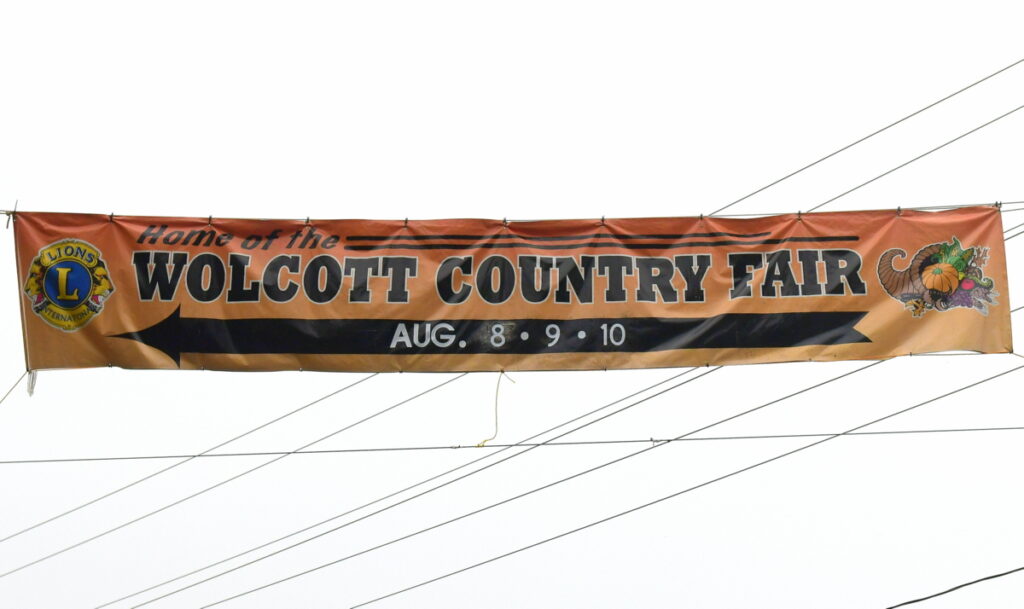 Home of the
LIONS
L
INTERNATIONAL
WOLCOTT COUNTRY FAIR
AUG. 8 • 9 • 10